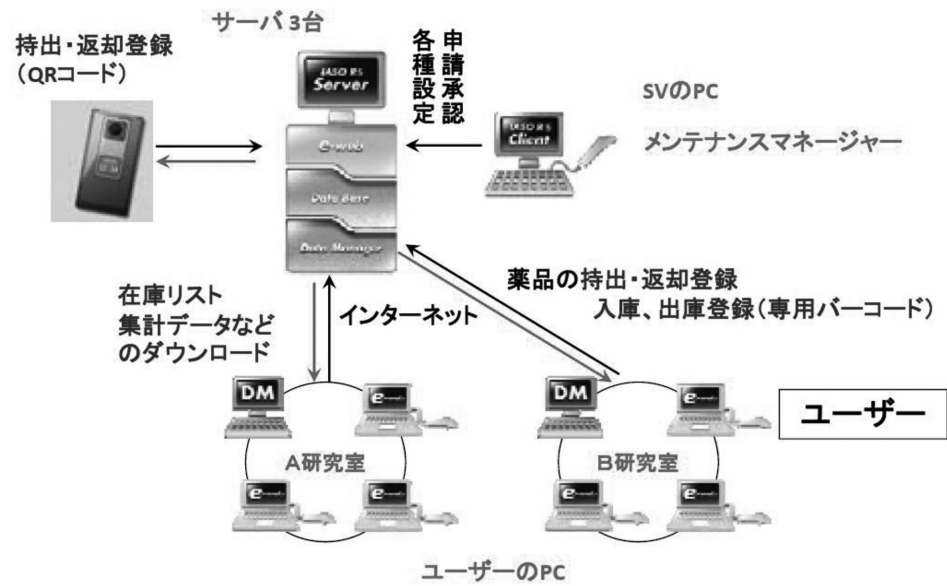 サーバ 3台
持出・返却登録
(QRコード)
申請承認
各種設定
IASO R5
Server
e-web
Data Base
Data Manager
IASO R5
Client
SVのPC
メンテナンスマネージャー
薬品の持出・返却登録
入庫、出庫登録(専用バーコード)
在庫リスト
集計データなど
のダウンロード
インターネット
DM
DM
ユーザー
A研究室
B研究室
ユーザーのPC